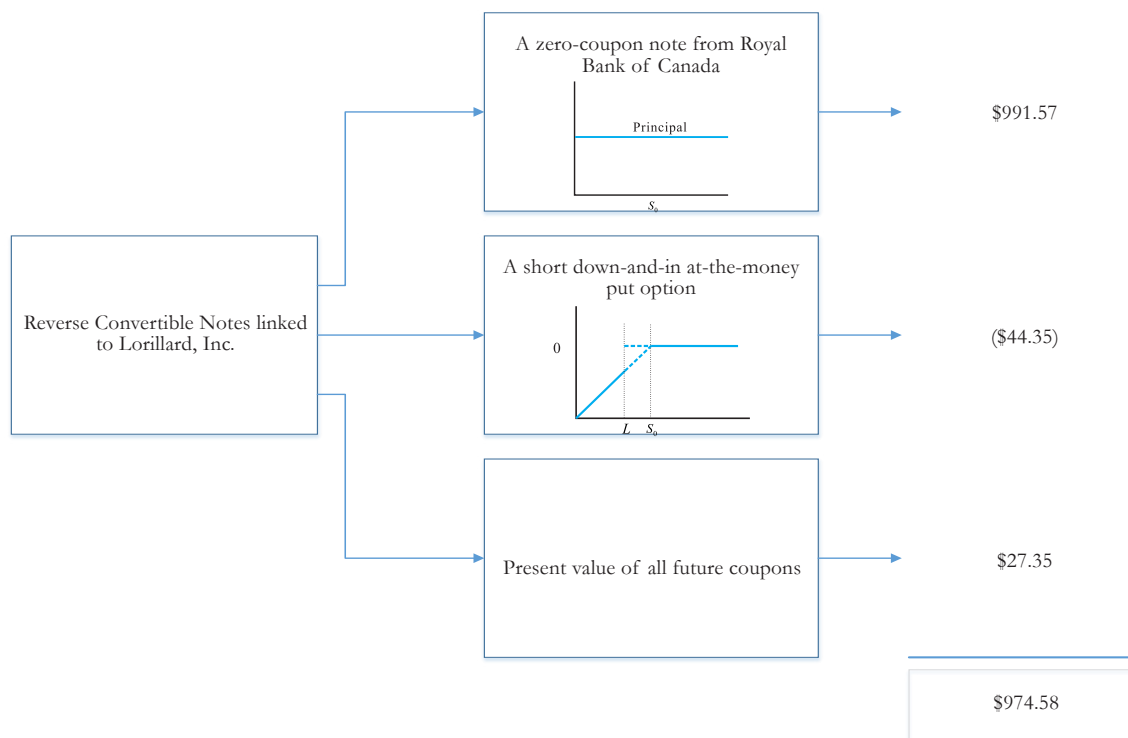 A zero-coupon note from Royal
Bank of Canada
Principal
S₀
$991.57
Reverse Convertible Notes linked
to Lorillard, Inc.
A short down-and-in at-the-money
put option
0
L S₀
($44.35)
Present value of all future coupons
$27.35
$974.58